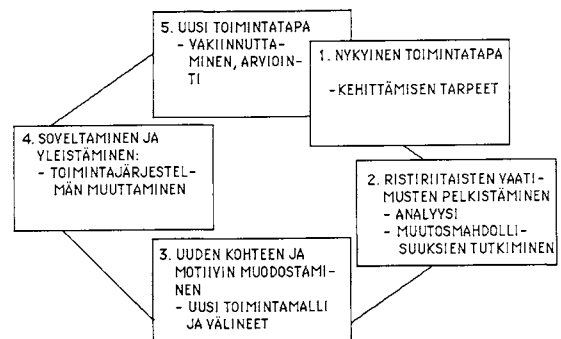 5. UUSI TOIMINTATAPA
- VAKIINNUTTA-
MINEN, ARVIOIN-
TI
1. NYKYINEN TOIMINTATAPA
-KEHITTÄMISEN TARPEET
4. SOVELTAMINEN JA
YLEISTÄMINEN:
- TOIMINTAJÄRJESTEL-
MÄN MUUTTAMINEN
2. RISTIRIITAISTEN VAATI-
MUSTEN PELKISTÄMINEN
- ANALYYSI
- MUUTOSMAHDOLLI-
SUUKSIEN TUTKIMINEN
3. UUDEN KOHTEEN JA
MOTIIVIN MUODOSTAMI-
NEN
- UUSI TOIMINTAMALLI
JA VÄLINEET